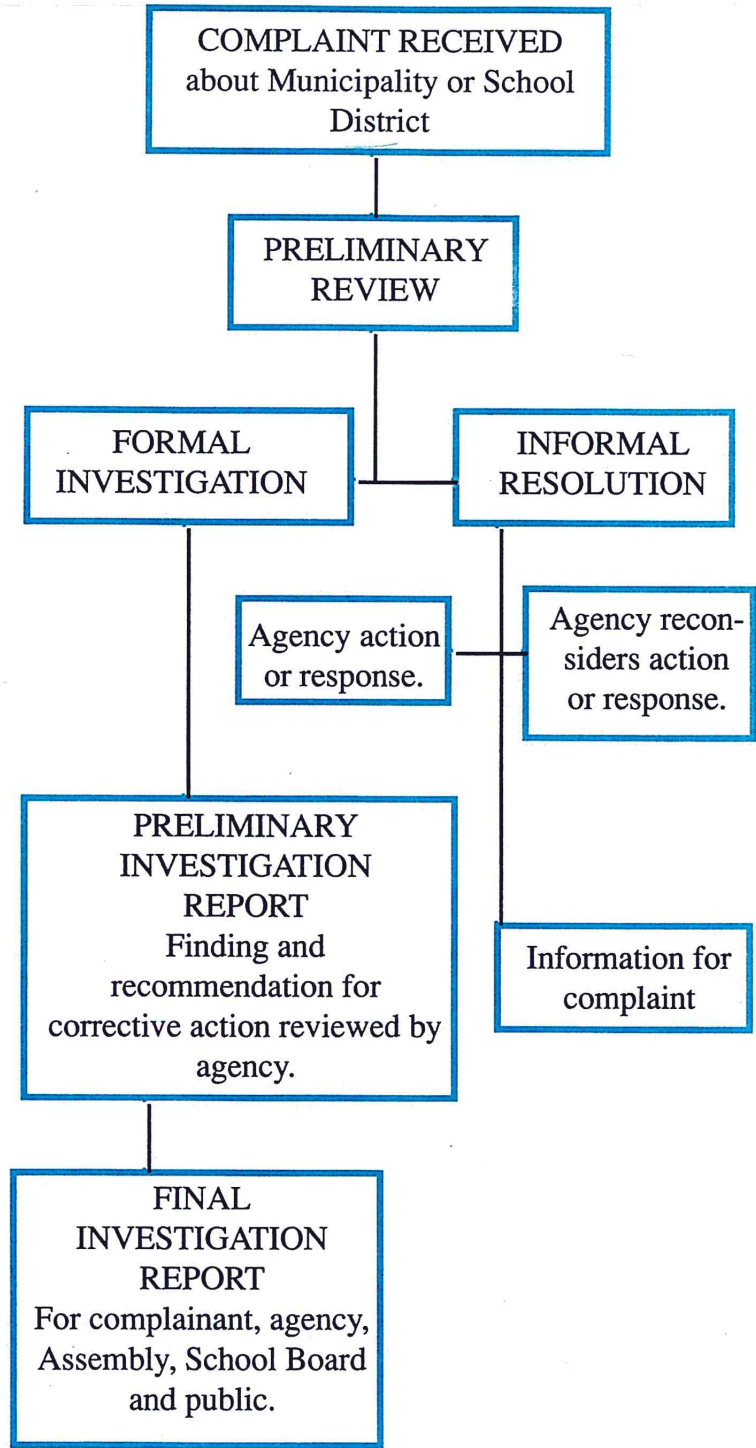 COMPLAINT RECEIVED
about Municipality or School
District
PRELIMINARY
REVIEW
FORMAL
INVESTIGATION
INFORMAL
RESOLUTION
Agency action
or response.
Agency recon-
siders action
or response.
PRELIMINARY
INVESTIGATION
REPORT
Finding and
recommendation for
corrective action reviewed by
agency.
Information for
complaint
FINAL
INVESTIGATION
REPORT
For complainant, agency,
Assembly, School Board
and public.